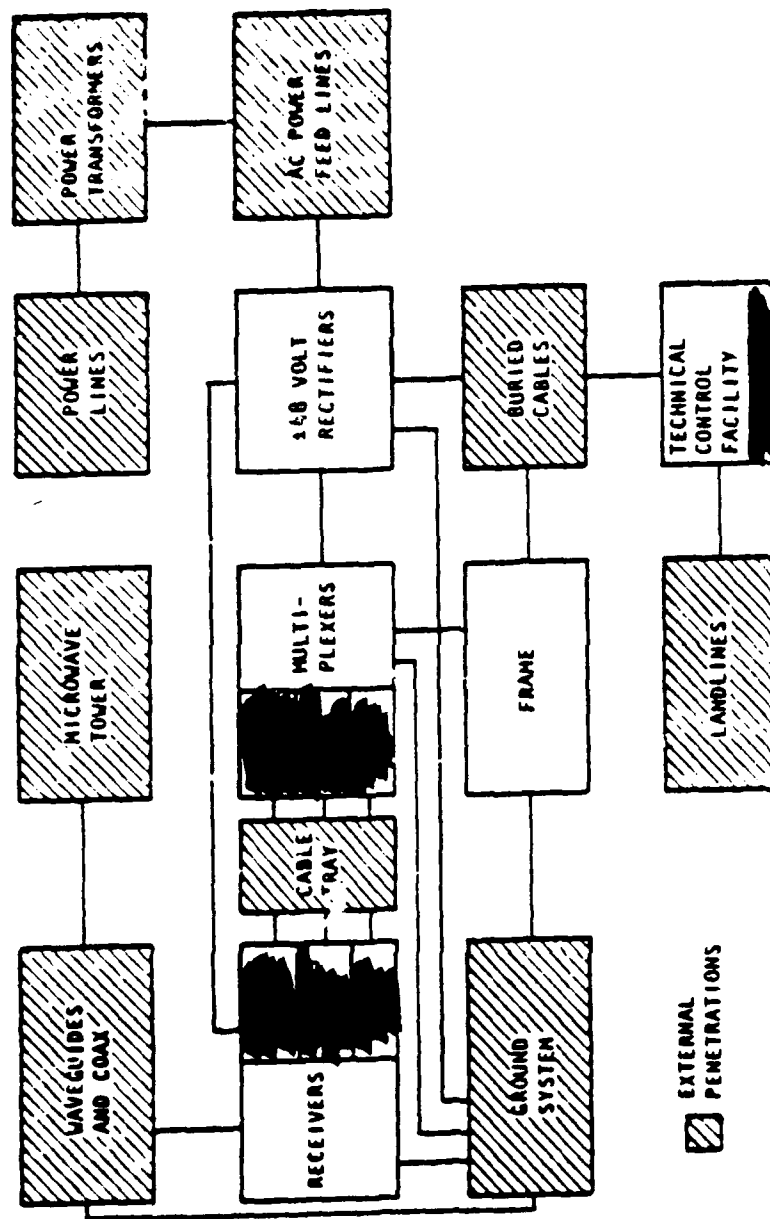 WAVEGUIDES
AND COAX
MICROWAVE
TOWER
POWER
LINES
POWER
TRANSFORMERS
RECEIVERS
CABLE
TRAY
MULTI-
PLEXERS
VOLT
RECTIFIERS
AC POWER
FEED LINES
GROUND
SYSTEM
FRAME
BURIED
CABLES
LANDLINES
TECHNICAL
CONTROL
FACILITY
EXTERNAL
PENETRATIONS